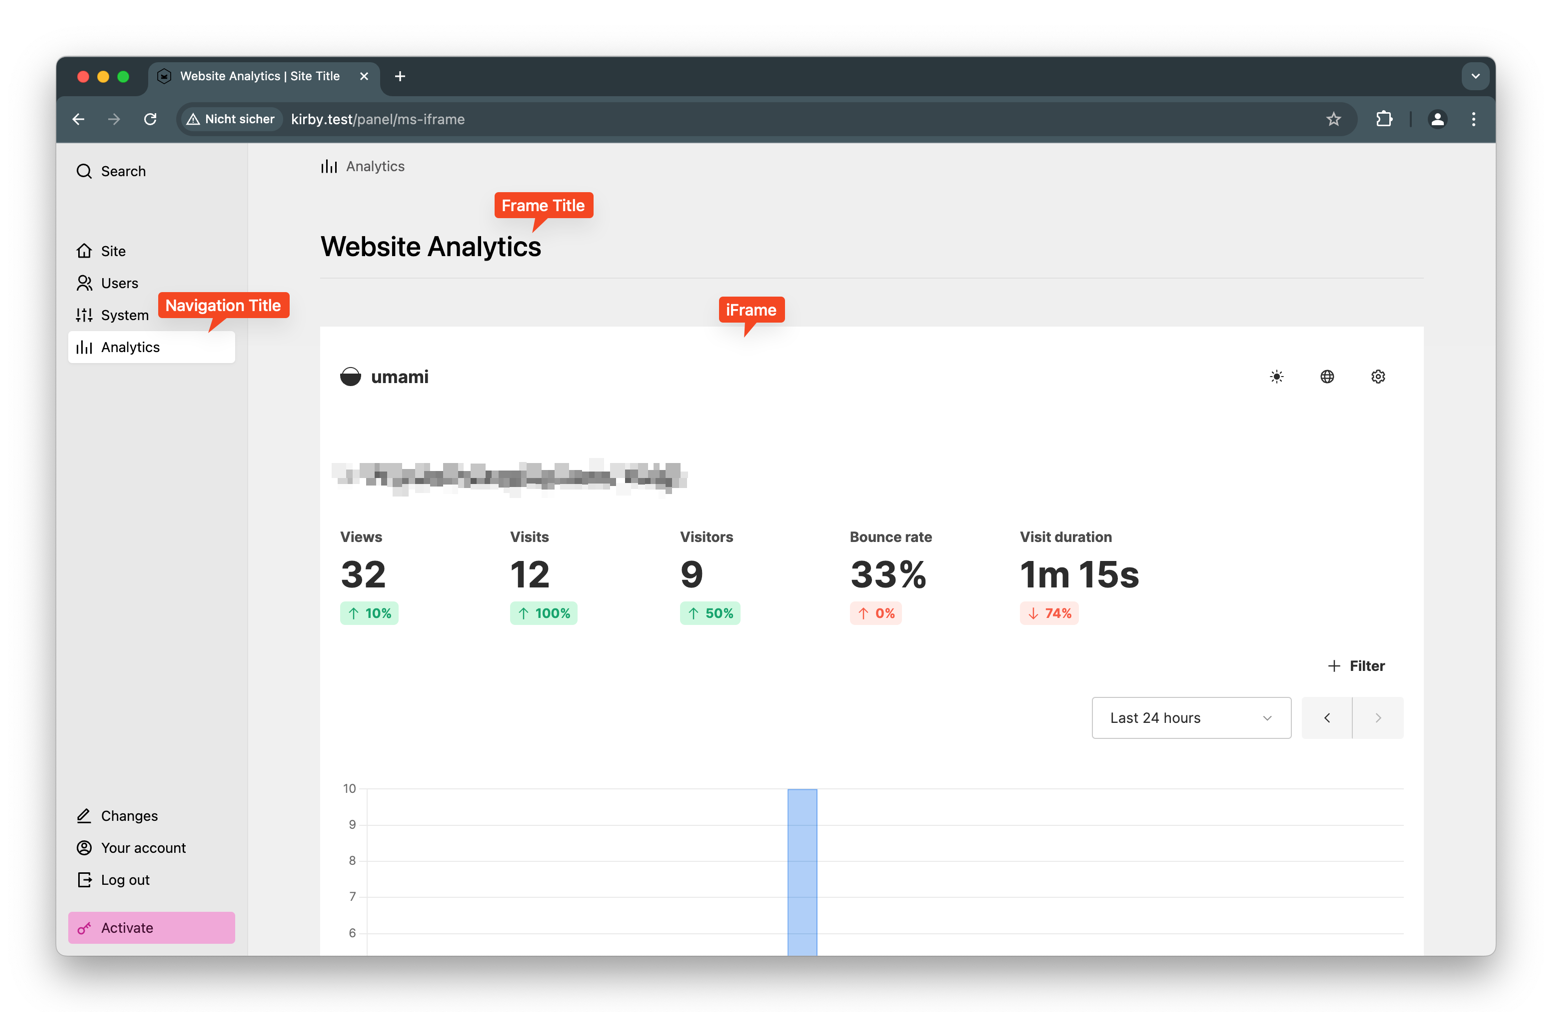 Website Analytics | Site Title
Nicht sicher
kirby.test/panel/ms-iframe
Search
Analytics
Frame Title
Website Analytics
Site
Users
Navigation Title
System
iFrame
Analytics
umami
Views
Visits
Visitors
Bounce rate
Visit duration
32
12
9
33%
1m 15s
↑ 10%
↑ 100%
↑ 50%
↑ 0%
↓ 74%
+ Filter
Last 24 hours
10
9
8
7
6
Changes
Your account
Log out
Activate